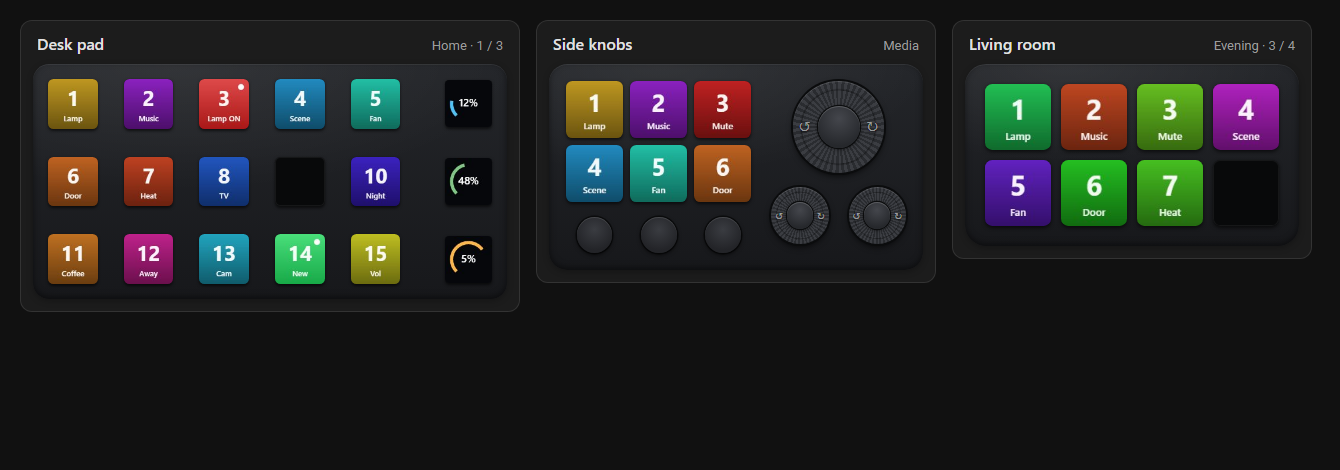 Desk pad
Home · 1 / 3
1
Lamp
2
Music
3
Lamp ON
4
Scene
5
Fan
12%
6
Door
7
Heat
8
TV
10
Night
48%
11
Coffee
12
Away
13
Cam
14
New
15
Vol
5%
Side knobs
Media
1
Lamp
2
Music
3
Mute
4
Scene
5
Fan
6
Door
↺ ↻
↺ ↻
↺ ↻
Living room
Evening · 3 / 4
1
Lamp
2
Music
3
Mute
4
Scene
5
Fan
6
Door
7
Heat